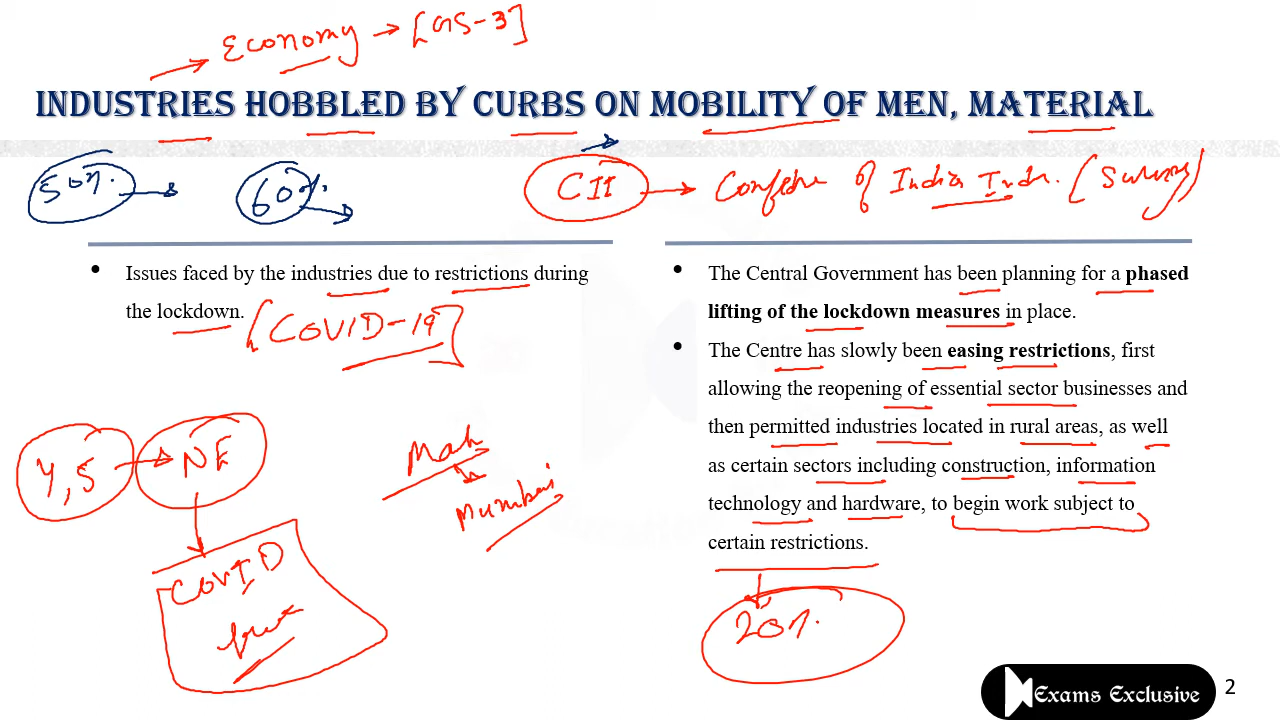 Economy → [GS-3]
INDUSTRIES HOBBLED BY CURBS ON MOBILITY OF MEN, MATERIAL
50%. 60%. CII → of India Indu. (Surveys)
• Issues faced by the industries due to restrictions during
the lockdown. [COVID-19]
• The Central Government has been planning for a phased
lifting of the lockdown measures in place.
• The Centre has slowly been easing restrictions, first
allowing the reopening of essential sector businesses and
then permitted industries located in rural areas, as well
as certain sectors including construction, information
technology and hardware, to begin work subject to
certain restrictions.
4,5 → NE
COVID
free
Mah
Mumbai
20%.
Exams Exclusive
2